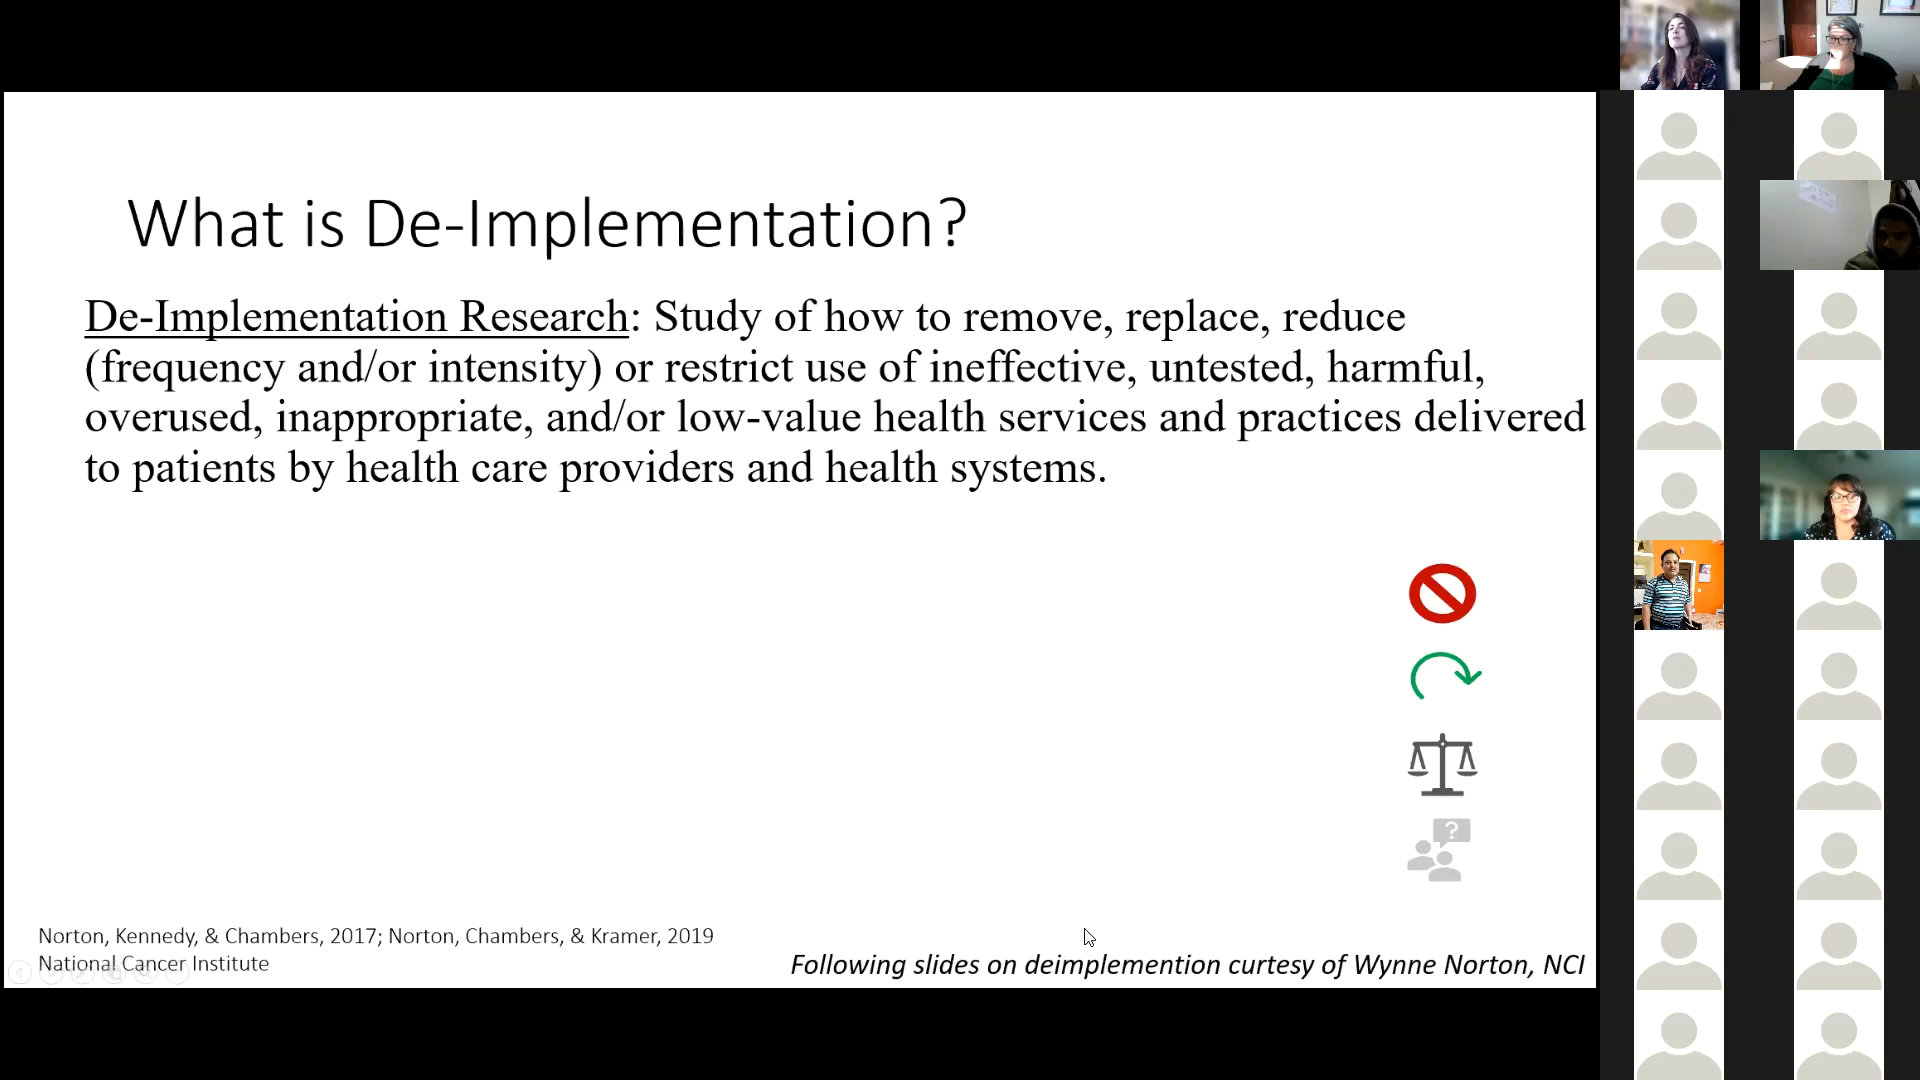 What is De-Implementation?
De-Implementation Research: Study of how to remove, replace, reduce
(frequency and/or intensity) or restrict use of ineffective, untested, harmful,
overused, inappropriate, and/or low-value health services and practices delivered
to patients by health care providers and health systems.
?
Norton, Kennedy, & Chambers, 2017; Norton, Chambers, & Kramer, 2019
National Cancer Institute
Following slides on deimplemention curtesy of Wynne Norton, NCI